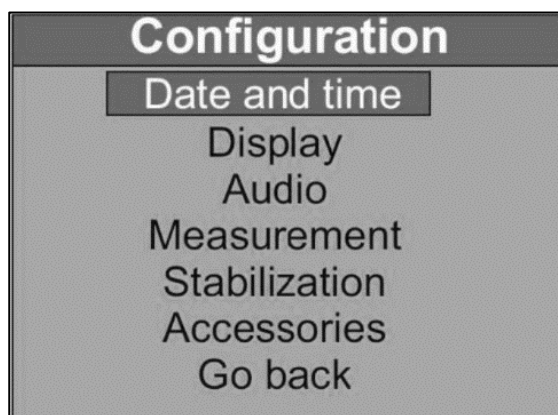 Configuration
Date and time
Display
Audio
Measurement
Stabilization
Accessories
Go back